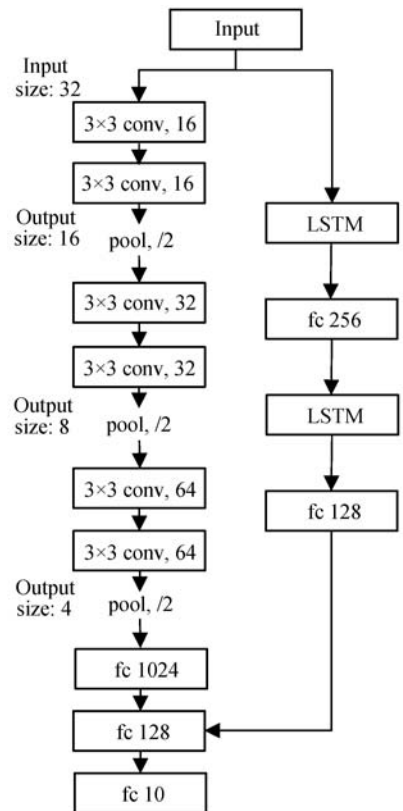 Input
Input
size: 32
3×3 conv, 16
3×3 conv, 16
Output
size: 16
pool, /2
3×3 conv, 32
3×3 conv, 32
Output
size: 8
pool, /2
3×3 conv, 64
3×3 conv, 64
Output
size: 4
pool, /2
fc 1024
fc 128
fc 10
LSTM
fc 256
LSTM
fc 128